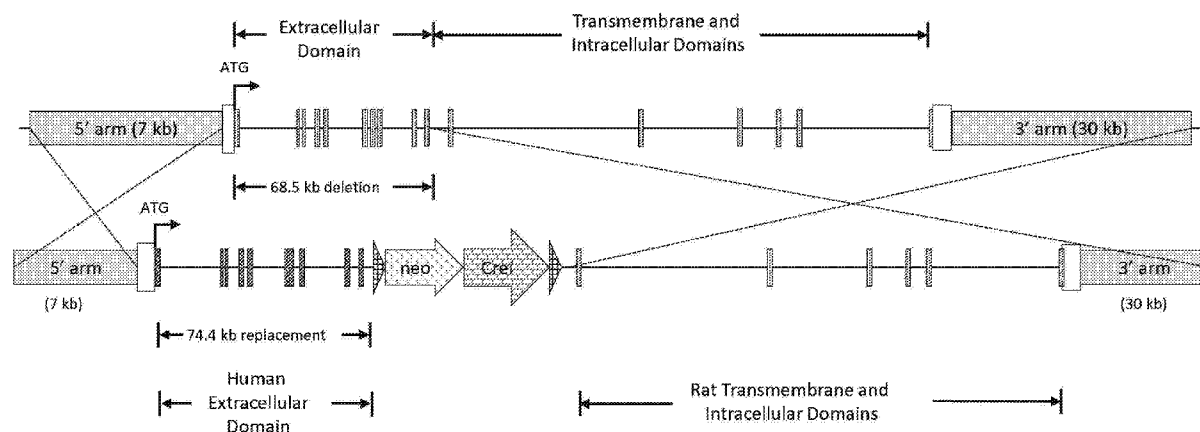 Extracellular
Domain
Transmembrane and
Intracellular Domains
ATG
5' arm (7 kb)
3' arm (30 kb)
68.5 kb deletion
ATG
5' arm
(7 kb)
neo
CreI
3' arm
(30 kb)
74.4 kb replacement
Human
Extracellular
Domain
Rat Transmembrane and
Intracellular Domains